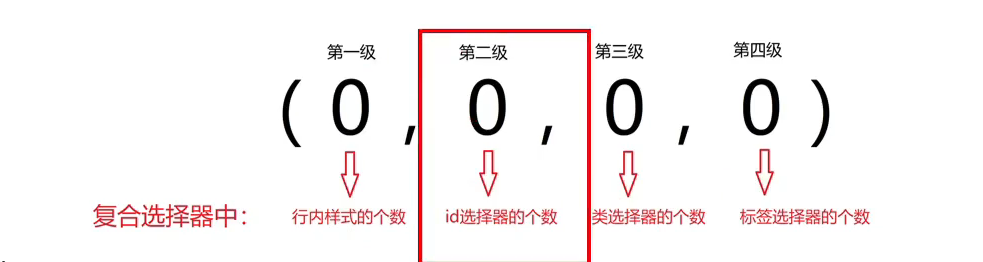 第一级 第二级 第三级 第四级
( 0 , 0 , 0 , 0 )
复合选择器中： 行内样式的个数 id选择器的个数 类选择器的个数 标签选择器的个数